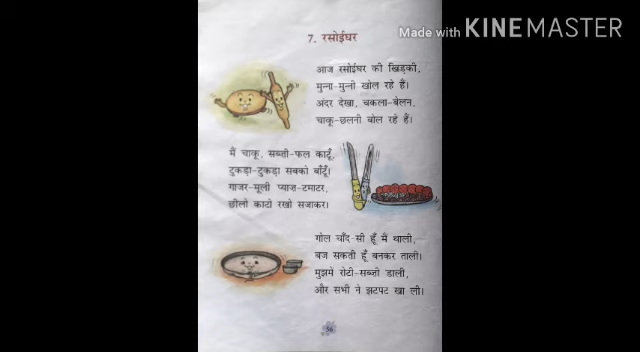 Made with KINEMASTER
7. रसोईघर
आज रसोईघर की खिड़की,
मुन्ना-मुन्नी खोल रहे हैं।
अंदर देखा, चकला-बेलन,
चाकू-छलनी बोल रहे हैं।
मैं चाकू, सब्ज़ी-फल काटूँ,
टुकड़ा-टुकड़ा सबको बाँटूँ।
गाजर-मूली प्याज़-टमाटर,
छीलो काटो रखो सजाकर।
गोल चाँद-सी हूँ मैं थाली,
बज सकती हूँ बनकर ताली।
मुझमें रोटी-सब्ज़ी डाली,
और सभी ने झटपट खा ली।
56